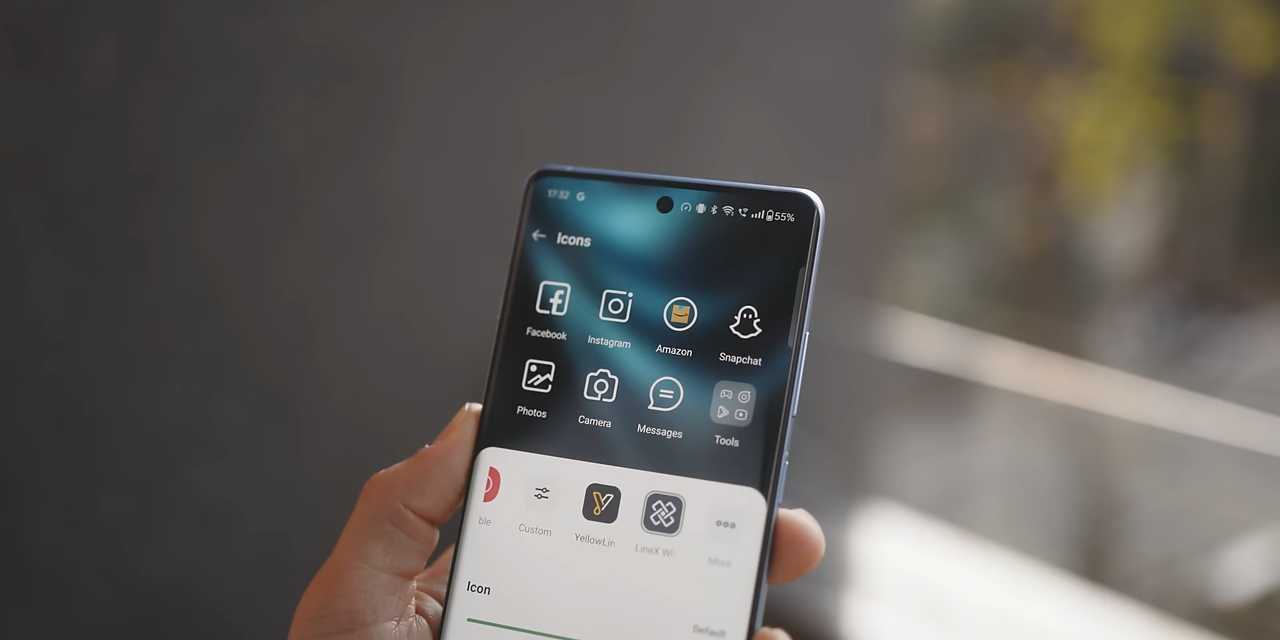 17:32 G 55%
Icons
Facebook Instagram Amazon Snapchat
Photos Camera Messages Tools
ble Custom YellowLin LineX Wh More
Icon
Default